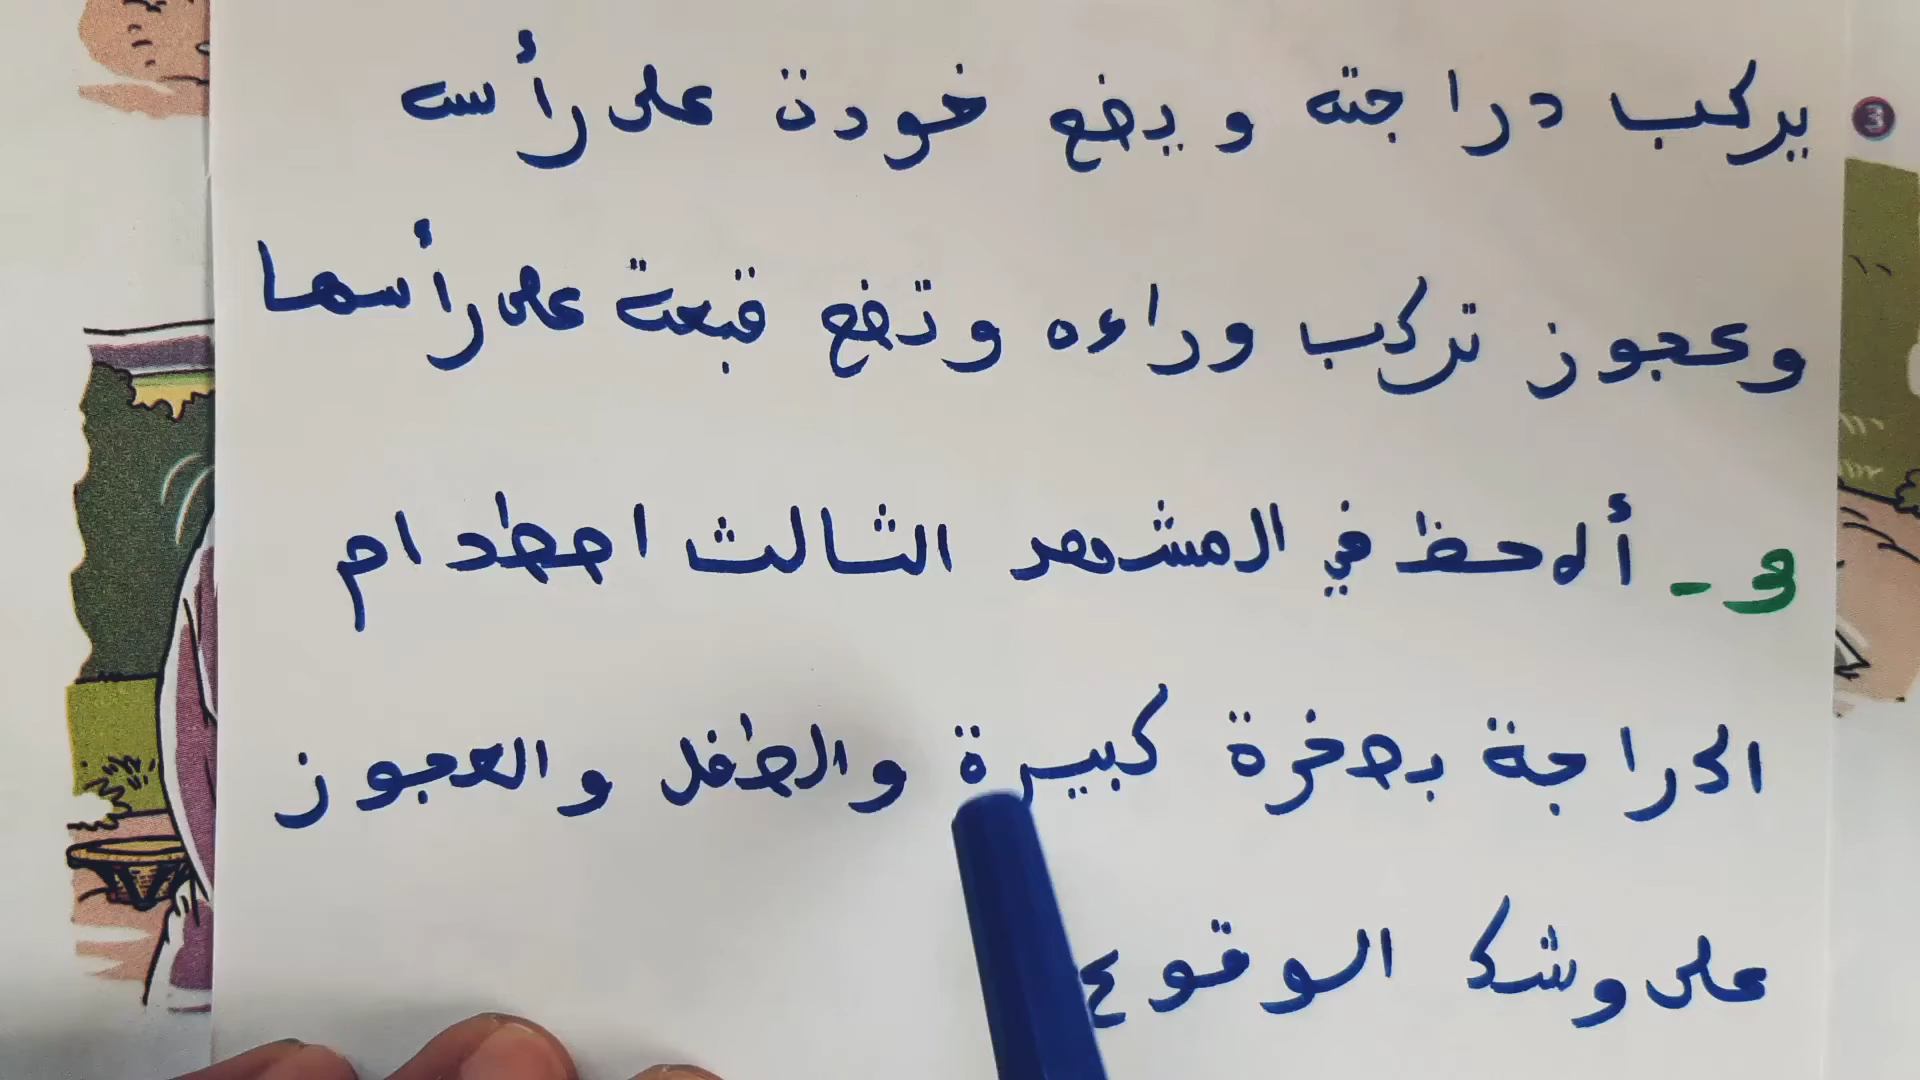 3
يركب دراجته ويضع خوذة على رأسه
وعجوز تركب وراءه وتضع قبعة على رأسها
و - ألاحظ في المشهد الثالث اصطدام
الدراجة بصخرة كبيرة والطفل والعجوز
على وشك الوقوع